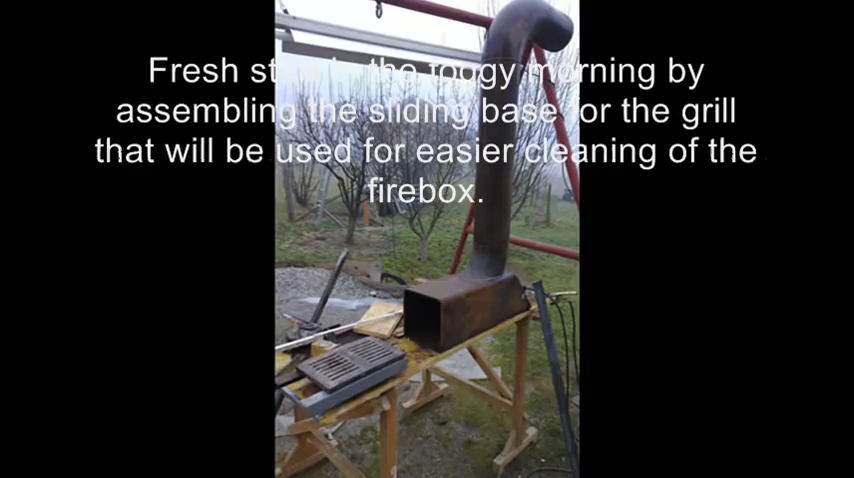 Fresh the foggy morning by
assembling the sliding base for the grill
that will be used for easier cleaning of the
firebox.